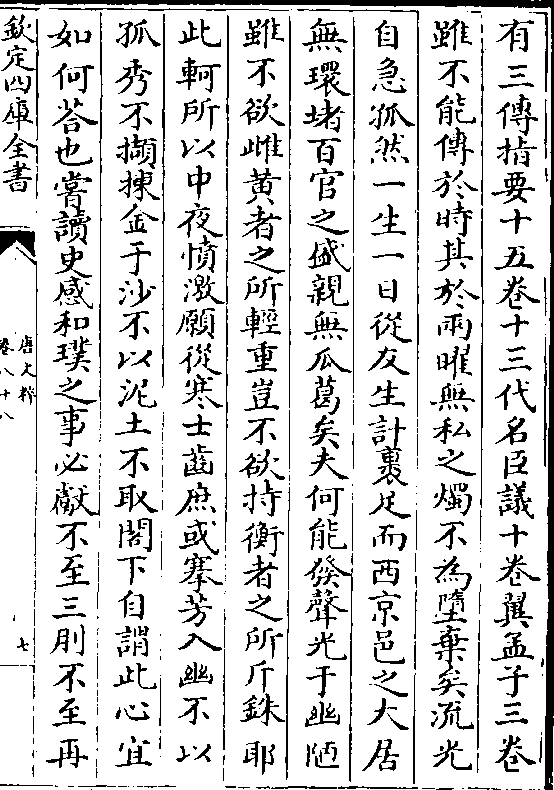 有三傳指要十五卷十三代名臣議十卷翼孟子三卷
雖不能傳於時其於兩曜無私之燭不為墮棄矣流光
自急孤然一生一日從友生計裹足而西京邑之大居
無環堵百官之盛親無瓜葛矣夫何能發聲光于幽陋
雖不欲雌黄者之所輕重豈不欲持衡者之所斤銖耶
此軻所以中夜憤激願從寒士齒庶或搴芳入幽不以
孤秀不擷揀金于沙不以泥土不取閣下自謂此心宜
如何荅也嘗讀史感和璞之事必獻不至三刖不至再
欽定四庫全書
唐文粹
卷八十八
七